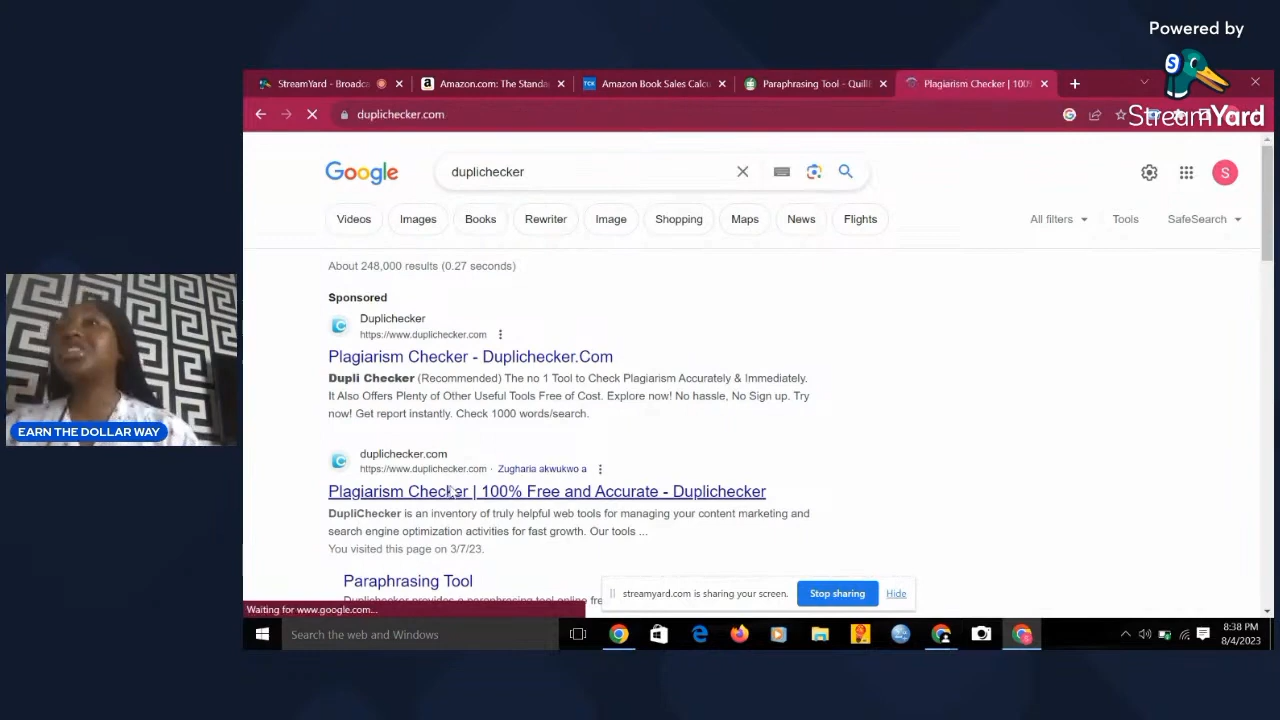 Powered by
S
StreamYard
StreamYard - Broadca
Amazon.com: The Standa
TCK
Amazon Book Sales Calcu
Paraphrasing Tool - Quill
Plagiarism Checker | 100%
duplichecker.com
Google
duplichecker
S
Videos
Images
Books
Rewriter
Image
Shopping
Maps
News
Flights
All filters
Tools
SafeSearch
About 248,000 results (0.27 seconds)
Sponsored
Duplichecker
https://www.duplichecker.com
Plagiarism Checker - Duplichecker.Com
Dupli Checker (Recommended) The no 1 Tool to Check Plagiarism Accurately & Immediately.
It Also Offers Plenty of Other Useful Tools Free of Cost. Explore now! No hassle, No Sign up. Try
now! Get report instantly. Check 1000 words/search.
duplichecker.com
https://www.duplichecker.com · Zugharia akwukwo a
Plagiarism Checker | 100% Free and Accurate - Duplichecker
DupliChecker is an inventory of truly helpful web tools for managing your content marketing and
search engine optimization activities for fast growth. Our tools ...
You visited this page on 3/7/23.
Paraphrasing Tool
Duplichecker provides a paraphrasing tool online fre
streamyard.com is sharing your screen.
Stop sharing
Hide
Waiting for www.google.com...
Search the web and Windows
8:38 PM
8/4/2023
EARN THE DOLLAR WAY